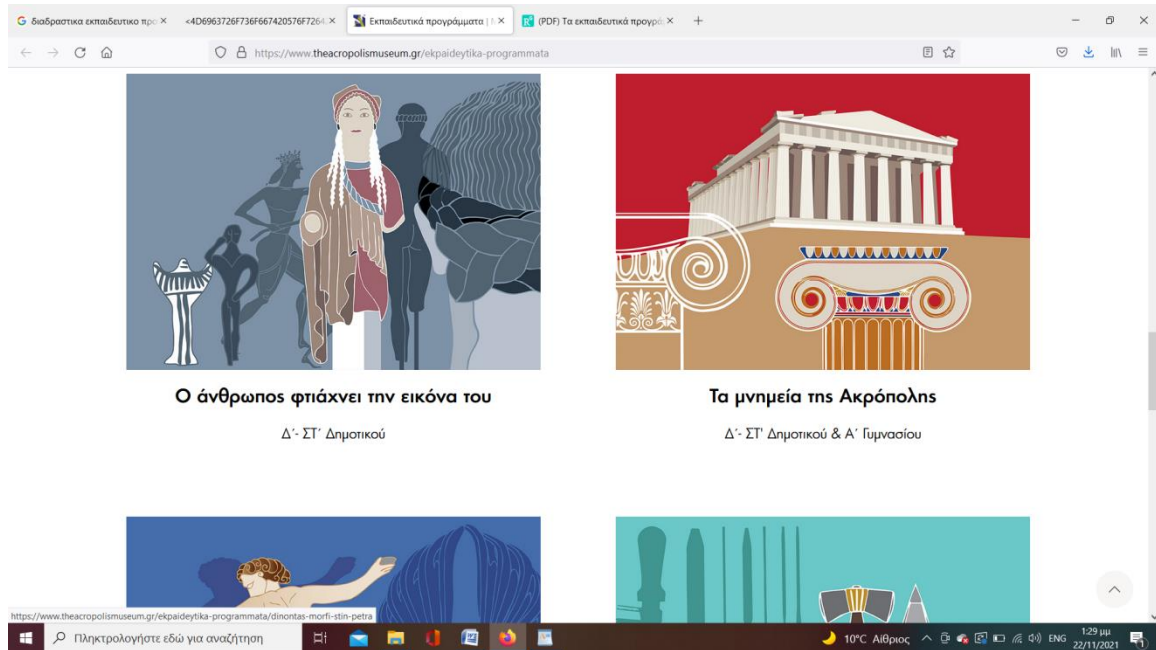 διαδραστικα εκπαιδευτικο προ
<4D6963726F736F667420576F7264
Εκπαιδευτικά προγράμματα |
(PDF) Τα εκπαιδευτικά προγρά
https://www.theacropolismuseum.gr/ekpaideytika-programmata
Ο άνθρωπος φτιάχνει την εικόνα του
Δ΄- ΣΤ΄ Δημοτικού
Τα μνημεία της Ακρόπολης
Δ΄- ΣΤ' Δημοτικού & Α΄ Γυμνασίου
https://www.theacropolismuseum.gr/ekpaideytika-programmata/dinontas-morfi-stin-petra
Πληκτρολογήστε εδώ για αναζήτηση
10°C Αίθριος
ENG
1:29 μμ
22/11/2021